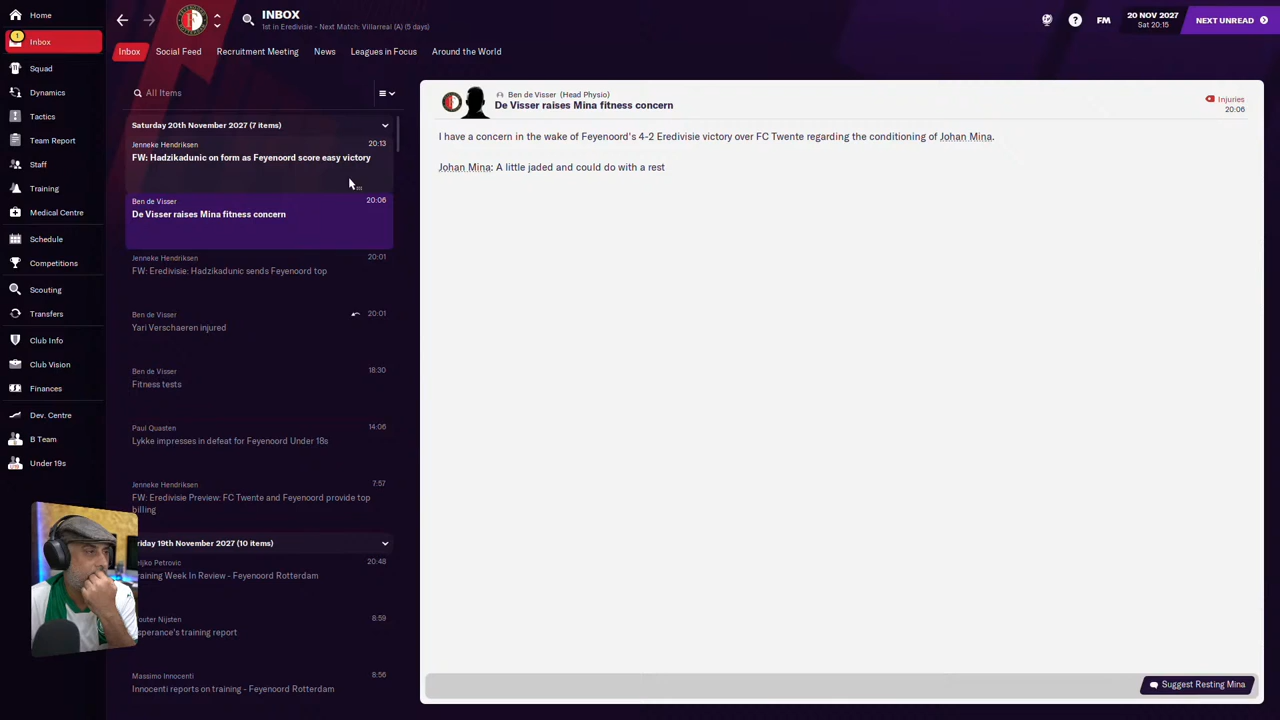 Home
INBOX
1st in Eredivisie - Next Match: Villarreal (A) (5 days)
FM
20 NOV 2027
Sat 20:15
NEXT UNREAD
1
Inbox
Squad
Dynamics
Tactics
Team Report
Staff
Training
Medical Centre
Schedule
Competitions
Scouting
Transfers
Club Info
Club Vision
Finances
Dev. Centre
B Team
Under 19s
Inbox
Social Feed
Recruitment Meeting
News
Leagues in Focus
Around the World
All Items
Saturday 20th November 2027 (7 items)
Jenneke Hendriksen 20:13
FW: Hadzikadunic on form as Feyenoord score easy victory
Ben de Visser 20:06
De Visser raises Mina fitness concern
Jenneke Hendriksen 20:01
FW: Eredivisie: Hadzikadunic sends Feyenoord top
Ben de Visser 20:01
Yari Verschaeren injured
Ben de Visser 18:30
Fitness tests
Paul Quasten 14:06
Lykke impresses in defeat for Feyenoord Under 18s
Jenneke Hendriksen 7:57
FW: Eredivisie Preview: FC Twente and Feyenoord provide top
billing
riday 19th November 2027 (10 items)
eljko Petrovic 20:48
raining Week In Review - Feyenoord Rotterdam
outer Nijsten 8:59
sperance's training report
Massimo Innocenti 8:56
Innocenti reports on training - Feyenoord Rotterdam
Ben de Visser (Head Physio)
De Visser raises Mina fitness concern
Injuries
20:06
I have a concern in the wake of Feyenoord's 4-2 Eredivisie victory over FC Twente regarding the conditioning of Johan Mina.
Johan Mina: A little jaded and could do with a rest
Suggest Resting Mina